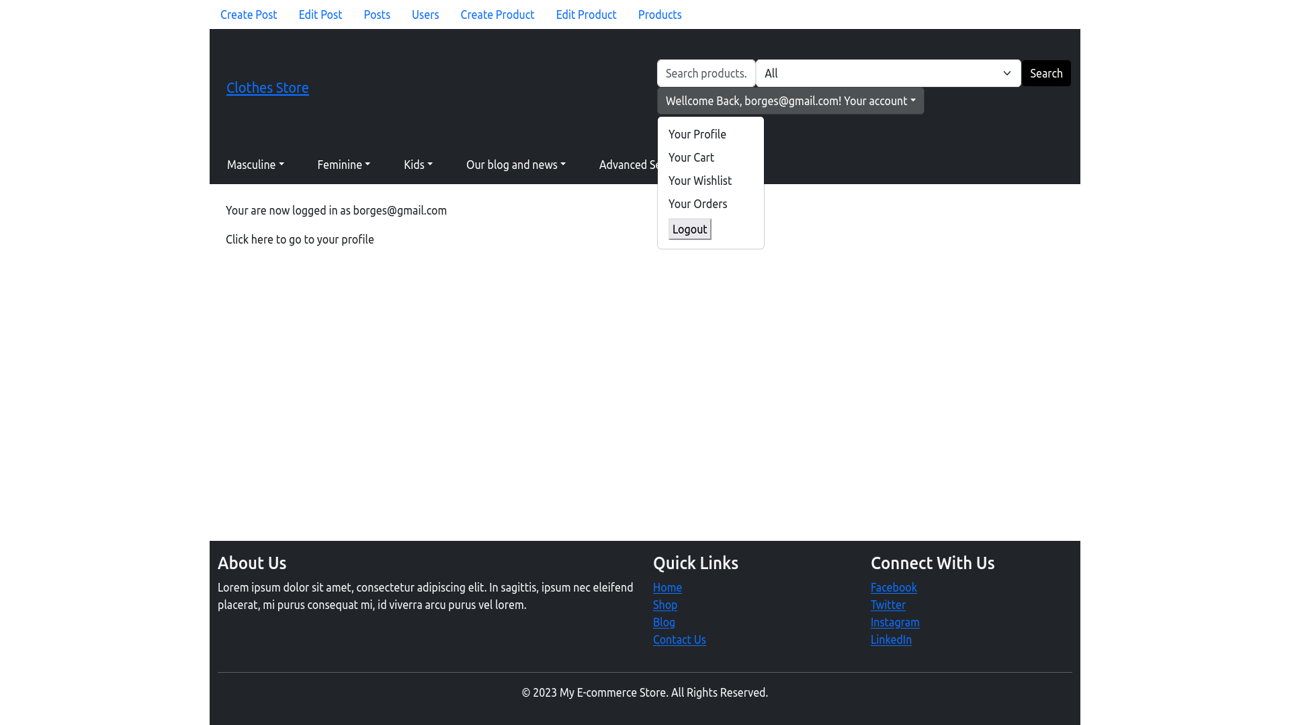 Create Post Edit Post Posts Users Create Product Edit Product Products
Search products. All Search
Clothes Store
Wellcome Back, borges@gmail.com! Your account
Your Profile
Your Cart
Masculine Feminine Kids Our blog and news Advanced Se
Your Wishlist
Your Orders
Logout
Your are now logged in as borges@gmail.com
Click here to go to your profile
About Us
Lorem ipsum dolor sit amet, consectetur adipiscing elit. In sagittis, ipsum nec eleifend
placerat, mi purus consequat mi, id viverra arcu purus vel lorem.
Quick Links
Home
Shop
Blog
Contact Us
Connect With Us
Facebook
Twitter
Instagram
LinkedIn
© 2023 My E-commerce Store. All Rights Reserved.